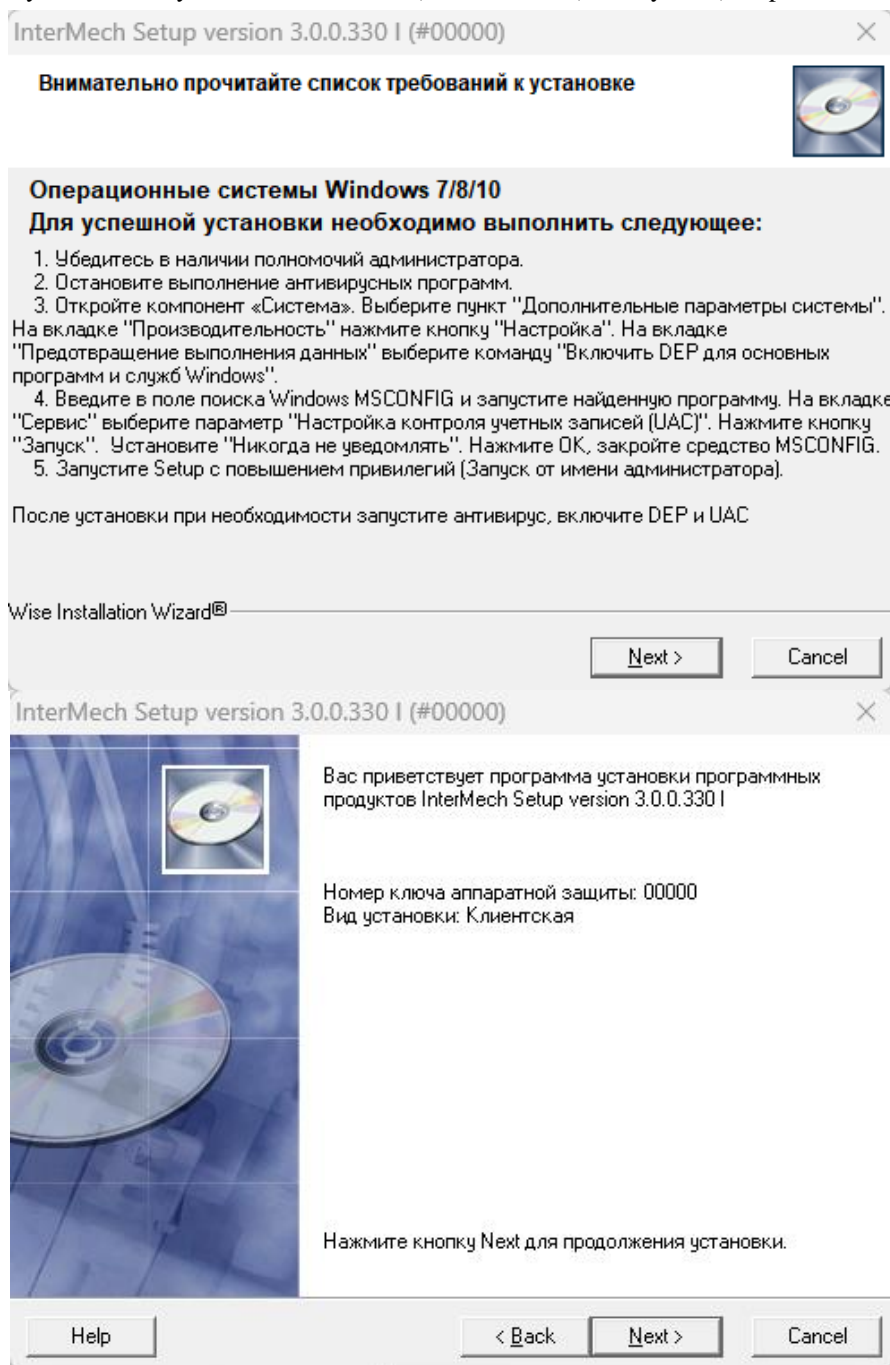 InterMech Setup version 3.0.0.330 I (#00000)
Внимательно прочитайте список требований к установке
Операционные системы Windows 7/8/10
Для успешной установки необходимо выполнить следующее:
1. Убедитесь в наличии полномочий администратора.
2. Остановите выполнение антивирусных программ.
3. Откройте компонент «Система». Выберите пункт "Дополнительные параметры системы".
На вкладке "Производительность" нажмите кнопку "Настройка". На вкладке
"Предотвращение выполнения данных" выберите команду "Включить DEP для основных
программ и служб Windows".
4. Введите в поле поиска Windows MSCONFIG и запустите найденную программу. На вкладке
"Сервис" выберите параметр "Настройка контроля учетных записей (UAC)". Нажмите кнопку
"Запуск". Установите "Никогда не уведомлять". Нажмите OK, закройте средство MSCONFIG.
5. Запустите Setup с повышением привилегий (Запуск от имени администратора).
После установки при необходимости запустите антивирус, включите DEP и UAC
Wise Installation Wizard®
Next >
Cancel
InterMech Setup version 3.0.0.330 I (#00000)
Вас приветствует программа установки программных
продуктов InterMech Setup version 3.0.0.330 I
Номер ключа аппаратной защиты: 00000
Вид установки: Клиентская
Нажмите кнопку Next для продолжения установки.
Help
< Back
Next >
Cancel